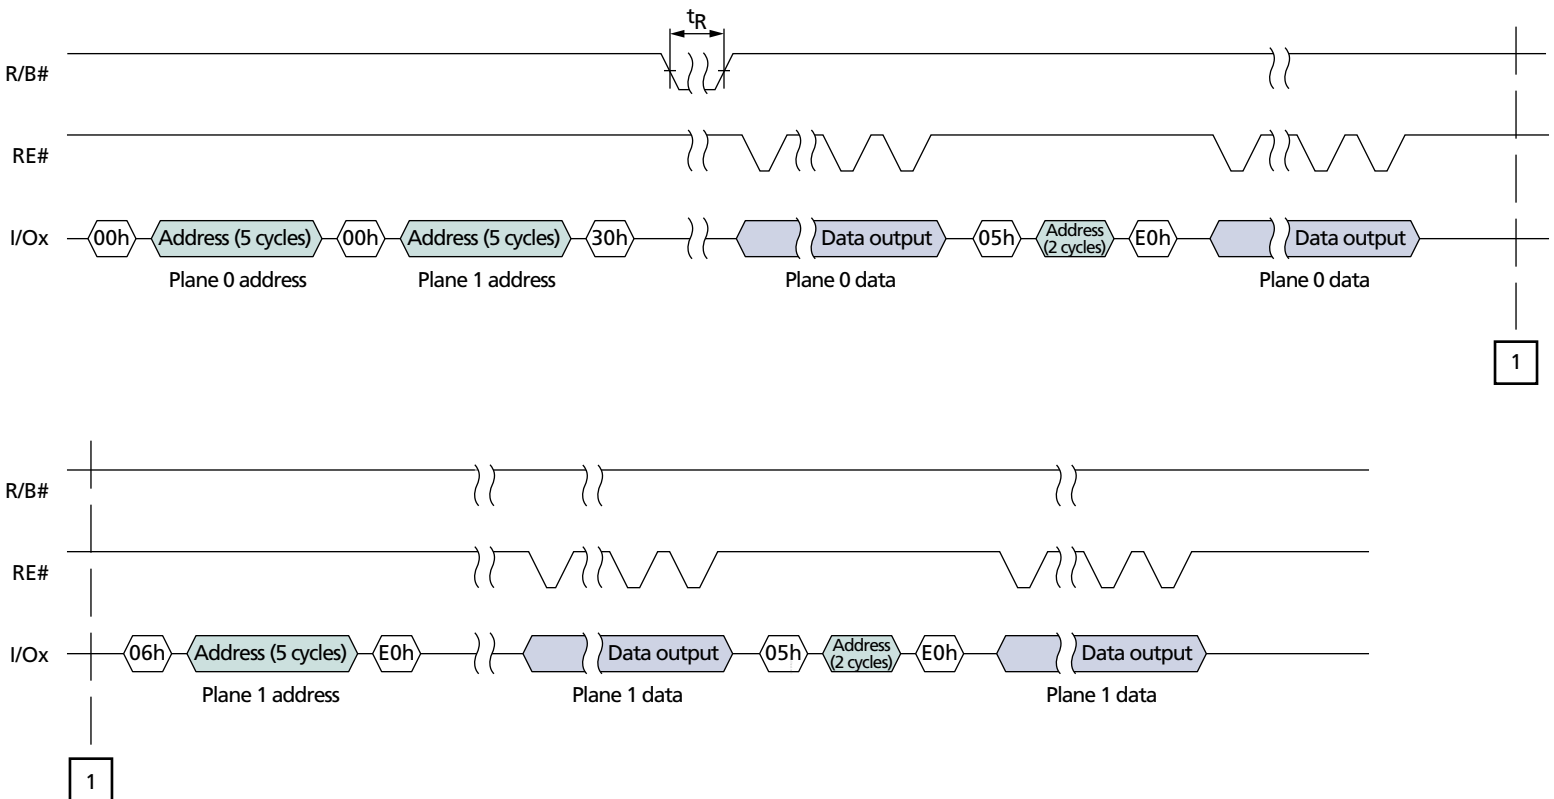 tR
R/B#
RE#
I/Ox 00h Address (5 cycles) 00h Address (5 cycles) 30h Data output 05h Address (2 cycles) E0h Data output
Plane 0 address Plane 1 address Plane 0 data Plane 0 data
1
R/B#
RE#
I/Ox 06h Address (5 cycles) E0h Data output 05h Address (2 cycles) E0h Data output
Plane 1 address Plane 1 data Plane 1 data
1